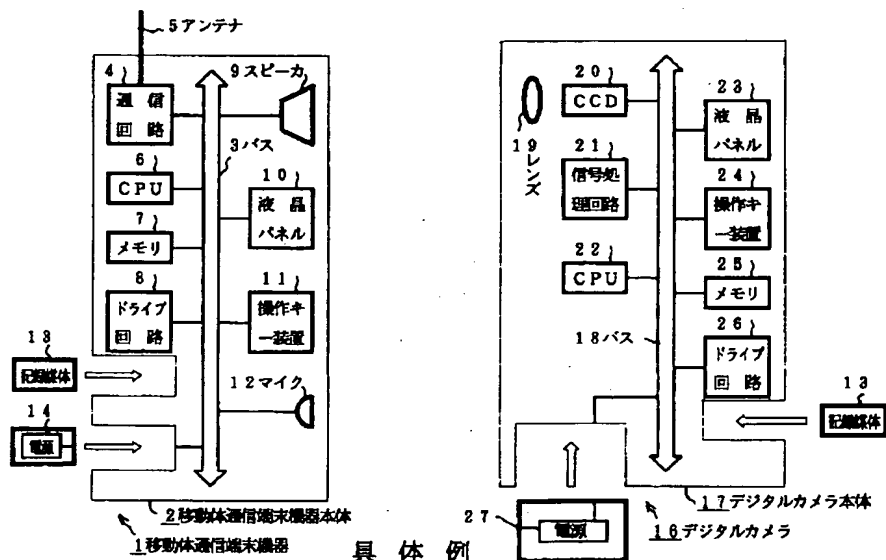 5アンテナ
4
通信
回路
9スピーカ
3バス
6
CPU
10
液晶
パネル
7
メモリ
8
ドライブ
回路
11
操作キ
ー装置
13
記録媒体
12マイク
14
電源
2移動体通信端末機器本体
1移動体通信端末機器
20
CCD
19レンズ
21
信号処
理回路
22
CPU
23
液晶
パネル
24
操作キ
ー装置
25
メモリ
18バス
26
ドライブ
回路
13
記録媒体
27
電源
17デジタルカメラ本体
16デジタルカメラ
具体例